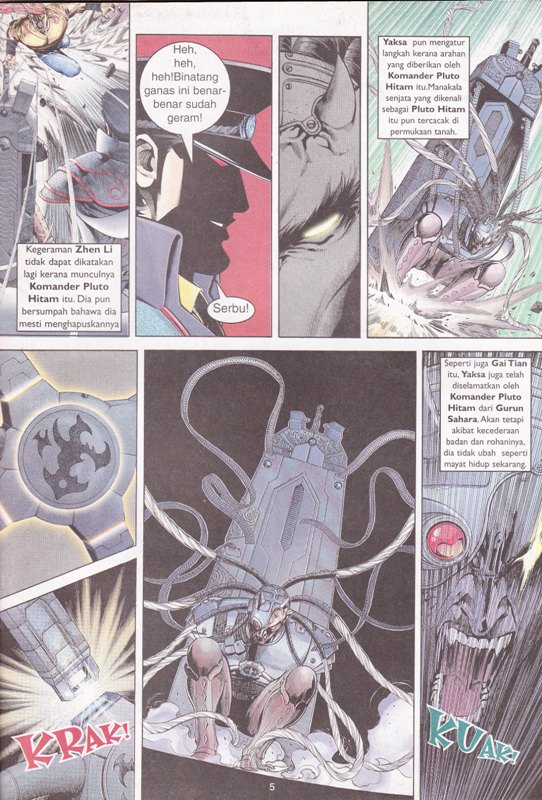 Kegeraman Zhen Li
tidak dapat dikatakan
lagi kerana munculnya
Komander Pluto
Hitam itu. Dia pun
bersumpah bahawa dia
mesti menghapuskannya
Heh,
heh,
heh!Binatang
ganas ini benar-
benar sudah
geram!
Serbu!
Yaksa pun mengatur
langkah kerana arahan
yang diberikan oleh
Komander Pluto
Hitam itu.Manakala
senjata yang dikenali
sebagai Pluto Hitam
itu pun tercacak di
permukaan tanah.
KRAK!
Seperti juga Gai Tian
itu, Yaksa juga telah
diselamatkan oleh
Komander Pluto
Hitam dari Gurun
Sahara. Akan tetapi
akibat kecederaan
badan dan rohaninya,
dia tidak ubah seperti
mayat hidup sekarang.
KUAK!
5